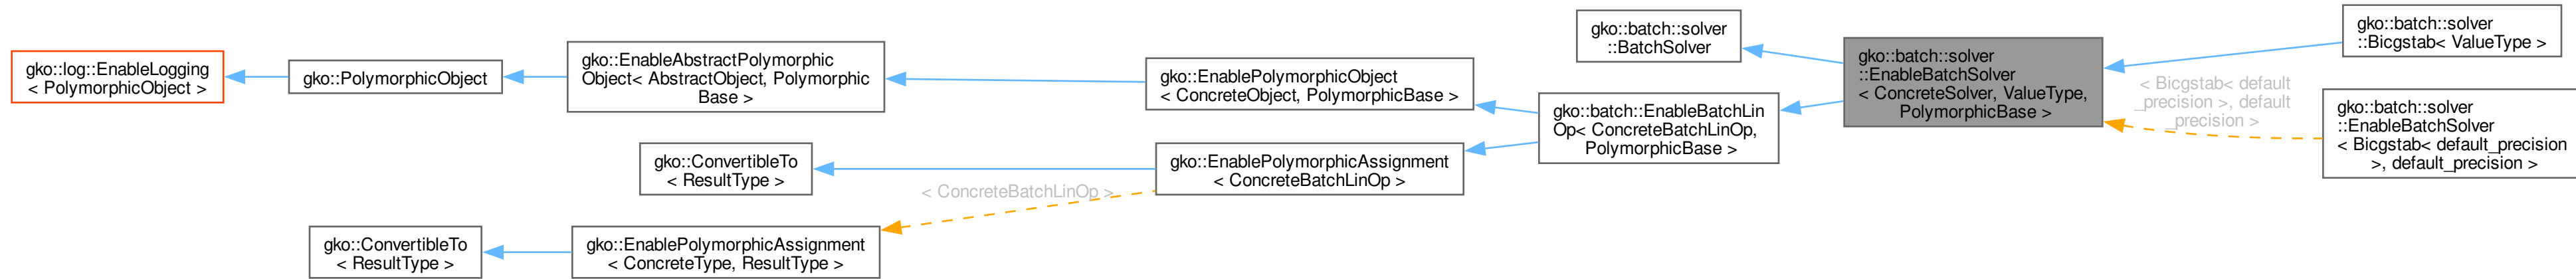 gko::log::EnableLogging
< PolymorphicObject >
gko::PolymorphicObject
gko::EnableAbstractPolymorphic
Object< AbstractObject, Polymorphic
Base >
gko::EnablePolymorphicObject
< ConcreteObject, PolymorphicBase >
gko::ConvertibleTo
< ResultType >
gko::EnablePolymorphicAssignment
< ConcreteBatchLinOp >
< ConcreteBatchLinOp >
gko::ConvertibleTo
< ResultType >
gko::EnablePolymorphicAssignment
< ConcreteType, ResultType >
gko::batch::solver
::BatchSolver
gko::batch::EnableBatchLin
Op< ConcreteBatchLinOp,
PolymorphicBase >
gko::batch::solver
::EnableBatchSolver
< ConcreteSolver, ValueType,
PolymorphicBase >
gko::batch::solver
::Bicgstab< ValueType >
< Bicgstab< default
_precision >, default
_precision >
gko::batch::solver
::EnableBatchSolver
< Bicgstab< default_precision
>, default_precision >